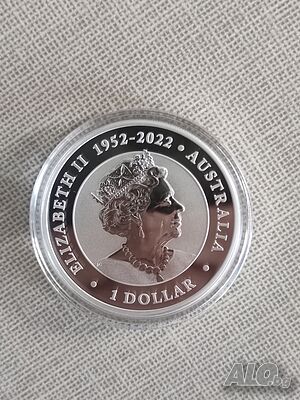 ELIZABETH II 1952-2022 • AUSTRALIA
• 1 DOLLAR •
ALO.bg